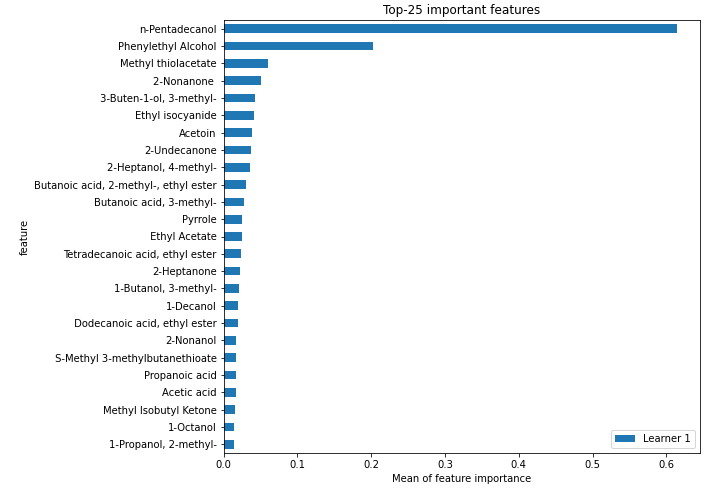 Top-25 important features
n-Pentadecanol
Phenylethyl Alcohol
Methyl thiolacetate
2-Nonanone
3-Buten-1-ol, 3-methyl-
Ethyl isocyanide
Acetoin
2-Undecanone
2-Heptanol, 4-methyl-
Butanoic acid, 2-methyl-, ethyl ester
Butanoic acid, 3-methyl-
Pyrrole
Ethyl Acetate
Tetradecanoic acid, ethyl ester
2-Heptanone
1-Butanol, 3-methyl-
1-Decanol
Dodecanoic acid, ethyl ester
2-Nonanol
S-Methyl 3-methylbutanethioate
Propanoic acid
Acetic acid
Methyl Isobutyl Ketone
1-Octanol
1-Propanol, 2-methyl-
feature
Learner 1
0.0 0.1 0.2 0.3 0.4 0.5 0.6
Mean of feature importance